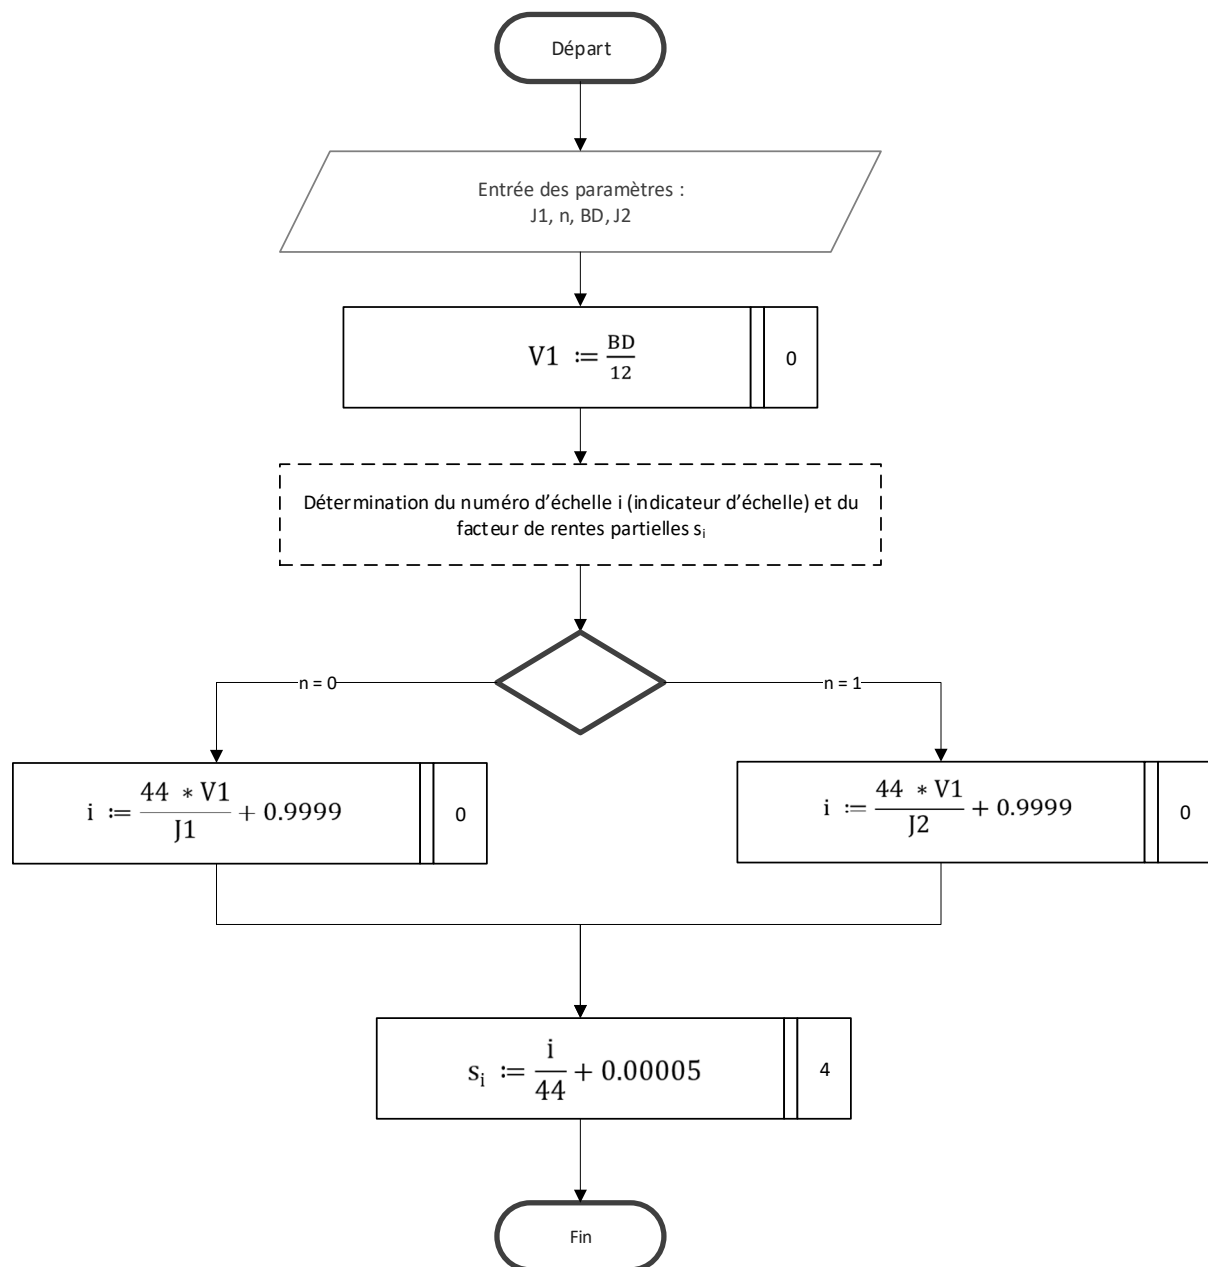 Départ
Entrée des paramètres :
J1, n, BD, J2
V1 := BD/12
0
Détermination du numéro d’échelle i (indicateur d’échelle) et du
facteur de rentes partielles sᵢ
n = 0
n = 1
i := 44 * V1/J1 + 0.9999
0
i := 44 * V1/J2 + 0.9999
0
sᵢ := i/44 + 0.00005
4
Fin